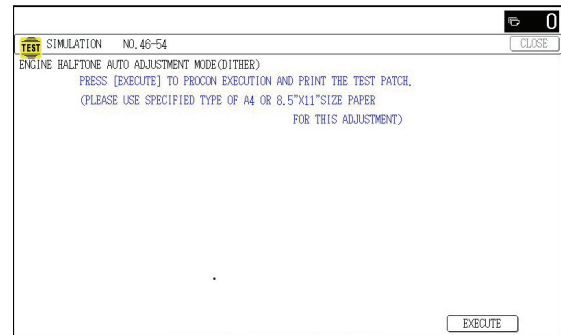 0
TEST SIMULATION NO.46-54
CLOSE
ENGINE HALFTONE AUTO ADJUSTMENT MODE(DITHER)
PRESS [EXECUTE] TO PROCON EXECUTION AND PRINT THE TEST PATCH.
(PLEASE USE SPECIFIED TYPE OF A4 OR 8.5"X11"SIZE PAPER
FOR THIS ADJUSTMENT)
EXECUTE